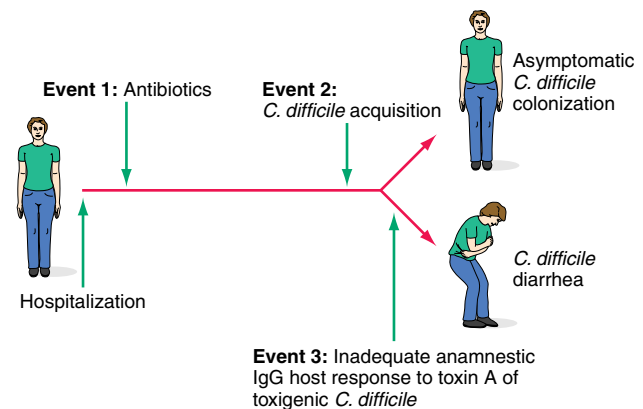 Event 1: Antibiotics
Event 2:
C. difficile acquisition
Asymptomatic
C. difficile
colonization
Hospitalization
C. difficile
diarrhea
Event 3: Inadequate anamnestic
IgG host response to toxin A of
toxigenic C. difficile